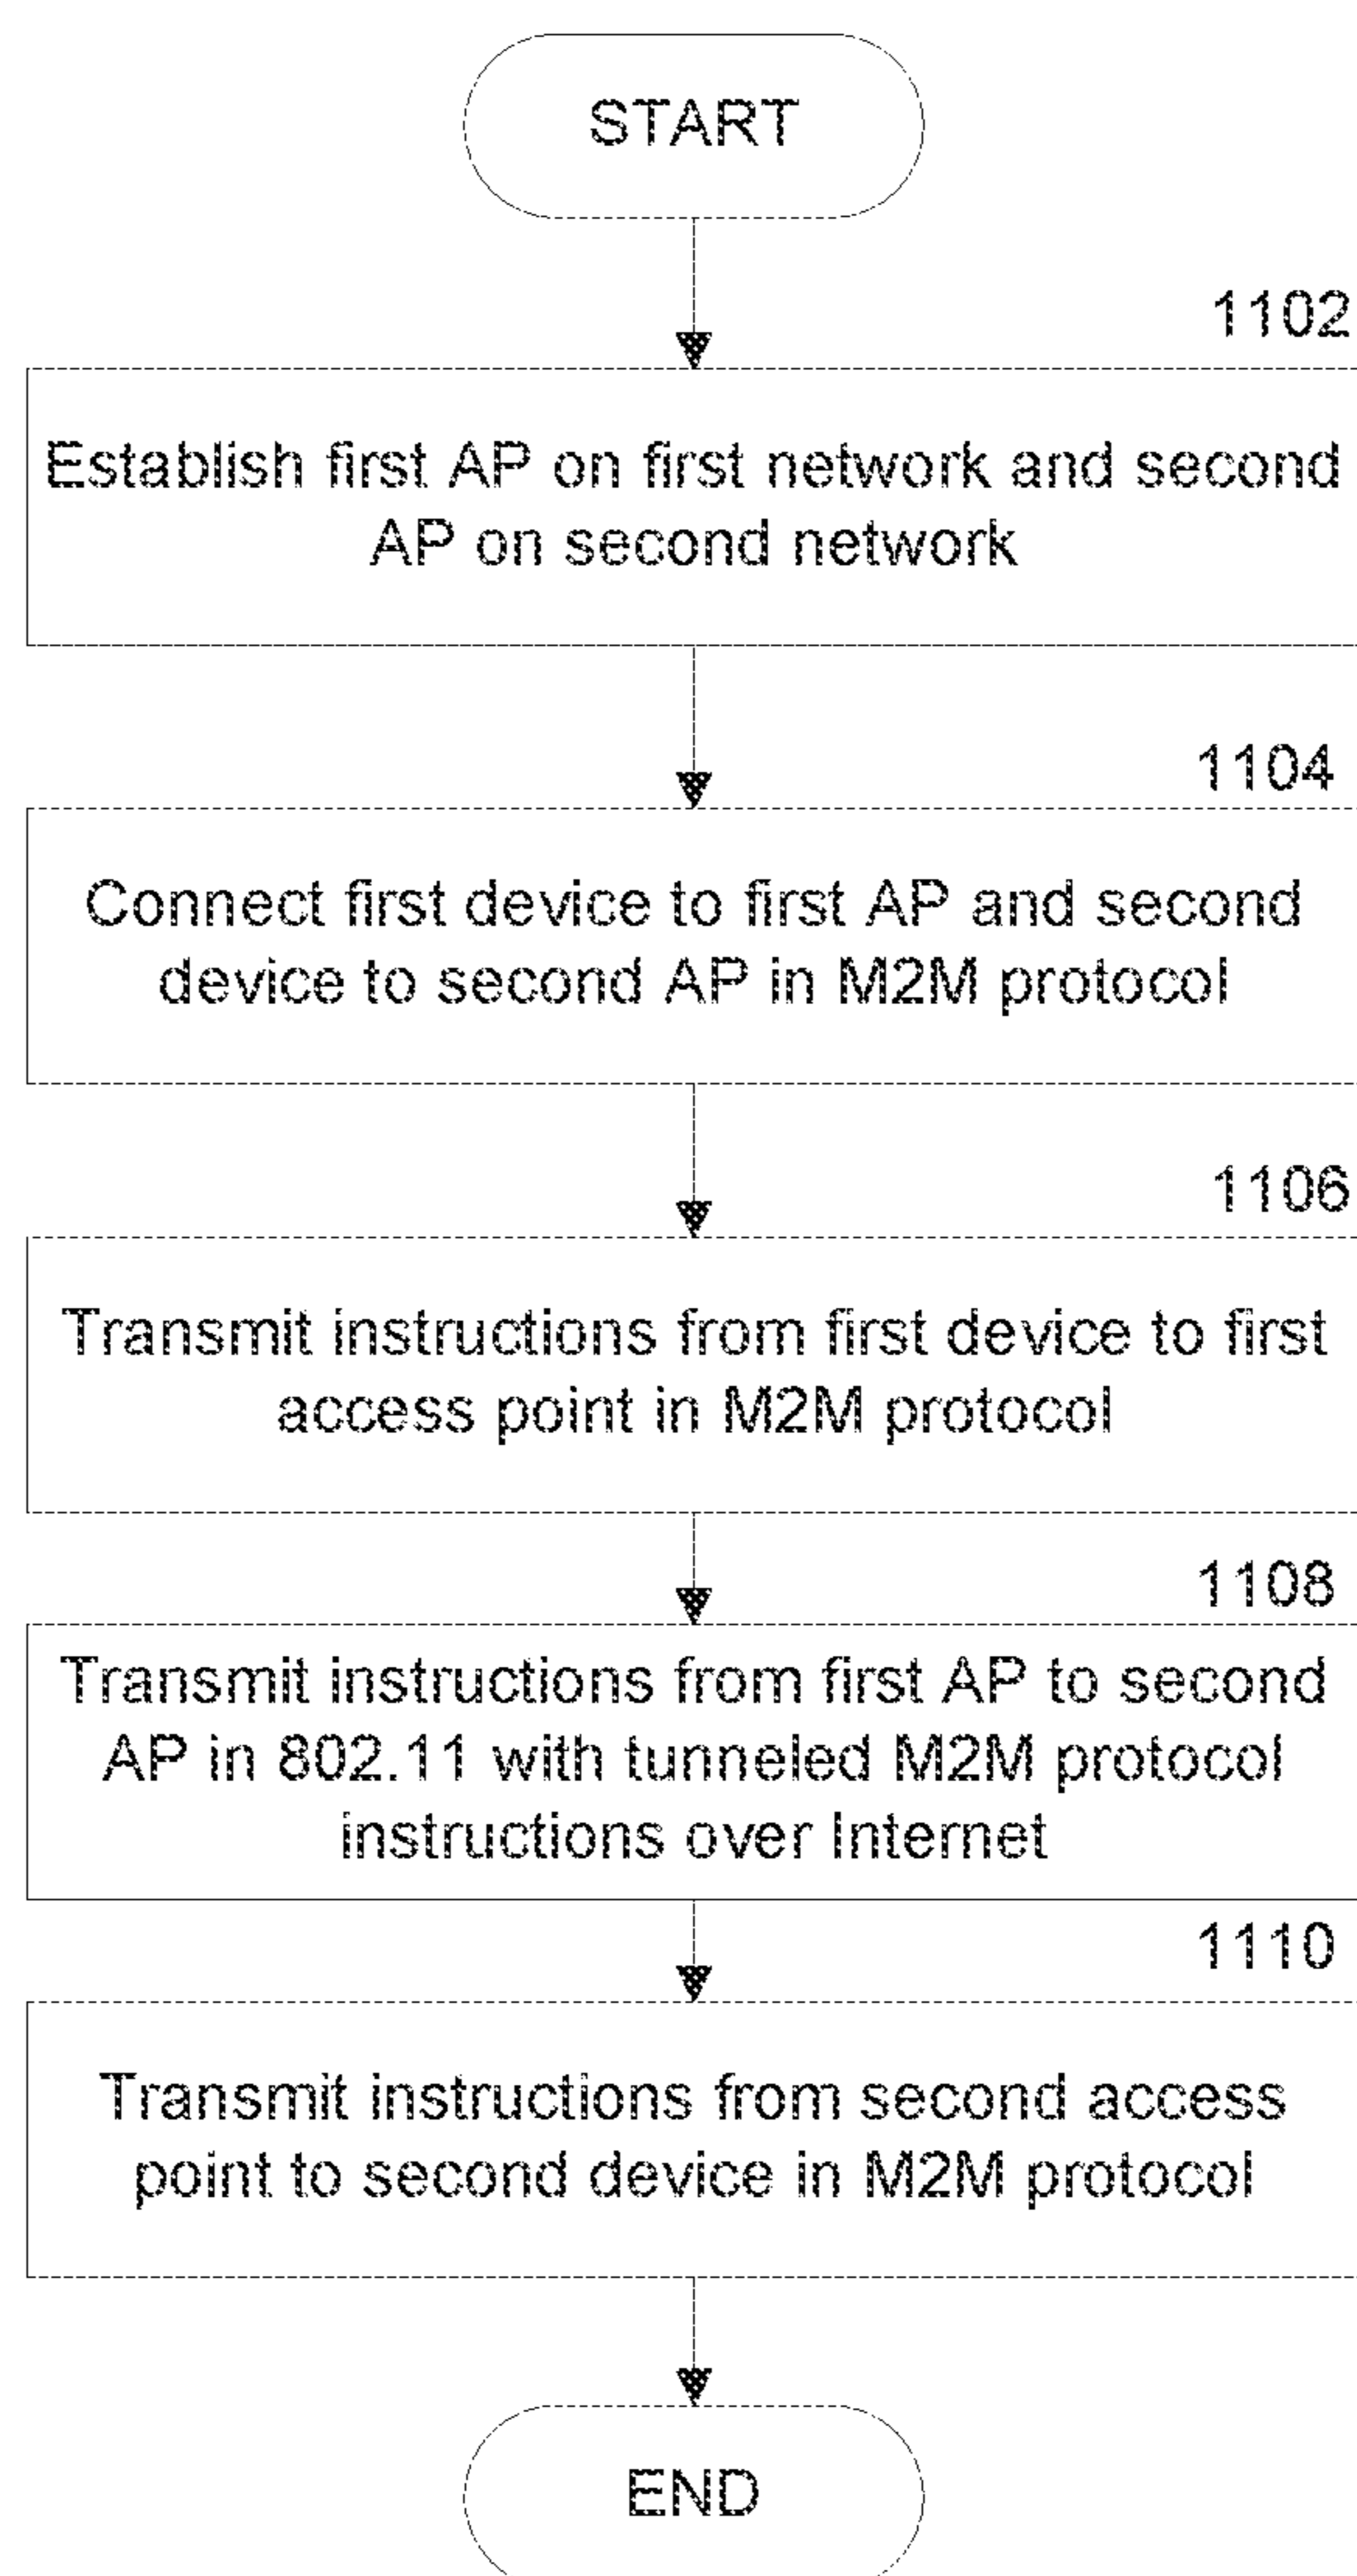 START
1102
Establish first AP on first network and second
AP on second network
1104
Connect first device to first AP and second
device to second AP in M2M protocol
1106
Transmit instructions from first device to first
access point in M2M protocol
1108
Transmit instructions from first AP to second
AP in 802.11 with tunneled M2M protocol
instructions over Internet
1110
Transmit instructions from second access
point to second device in M2M protocol
END